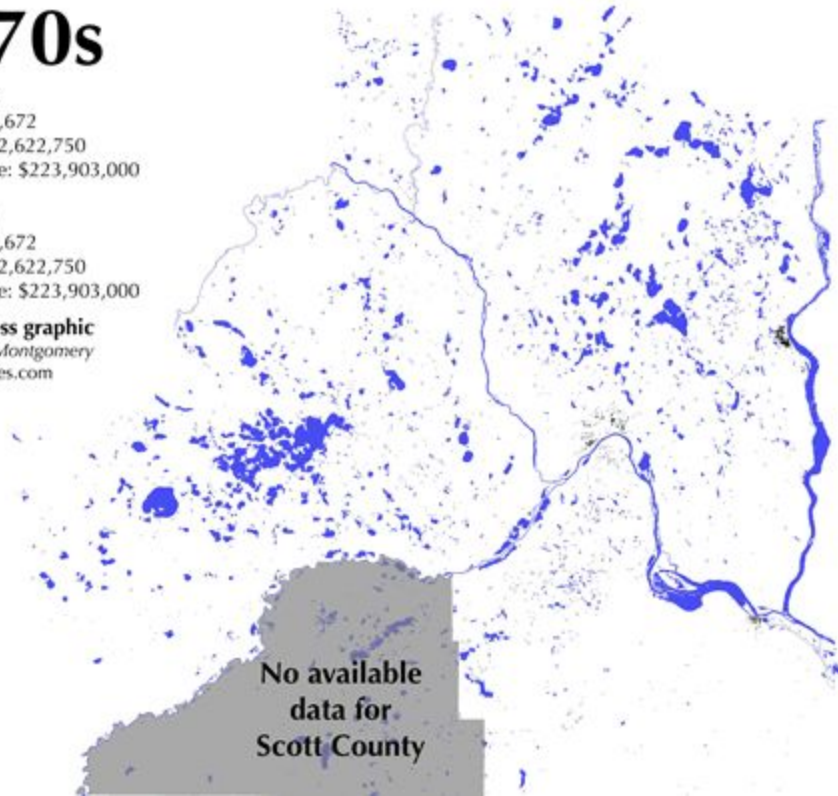 70s
,672
2,622,750
e: $223,903,000
,672
2,622,750
e: $223,903,000
ss graphic
Montgomery
es.com
No available
data for
Scott County